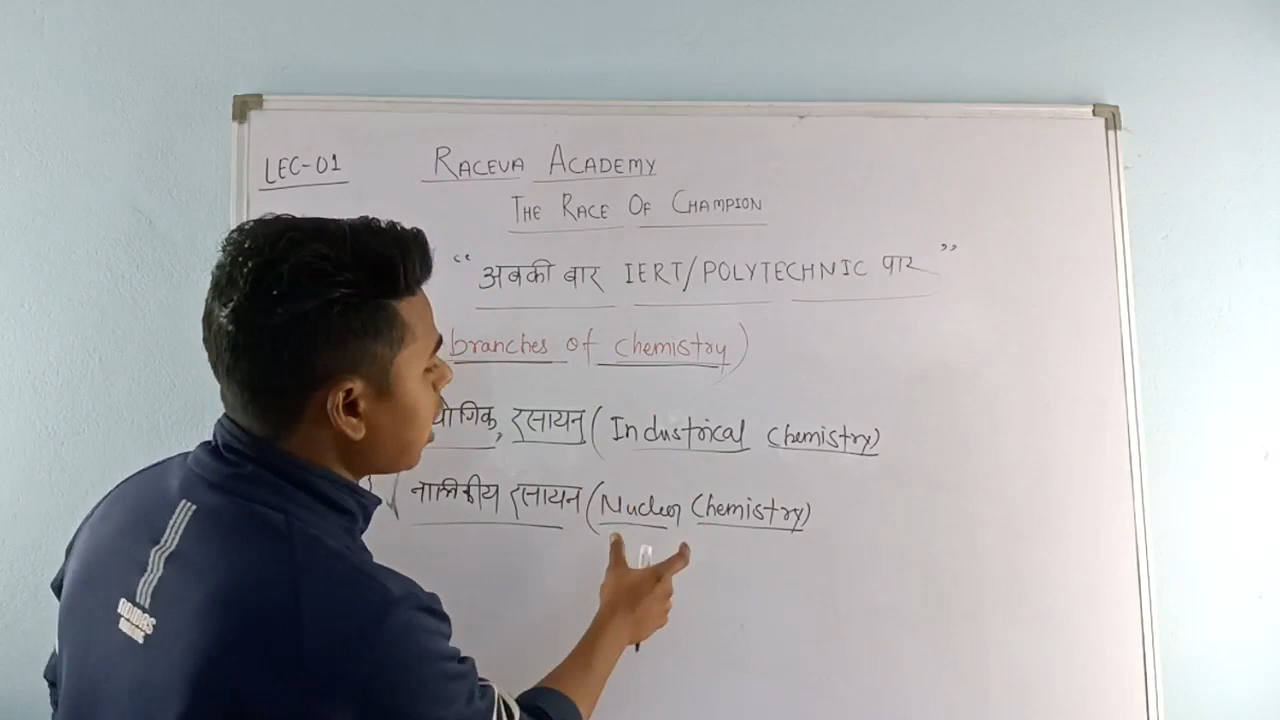 LEC-01
RACEVA ACADEMY
THE RACE OF CHAMPION
“ अबकी बार IERT/POLYTECHNIC पार ”
branches of chemistry)
योगिक रसायन (Industrical chemistry)
नाभिकीय रसायन (Nuclear Chemistry)
ADIDAS